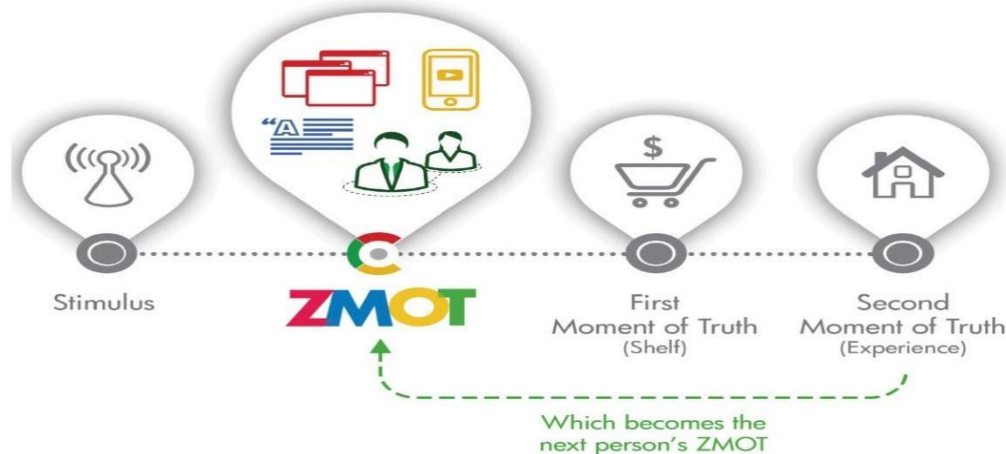 "A
$
Stimulus
ZMOT
First
Moment of Truth
(Shelf)
Second
Moment of Truth
(Experience)
Which becomes the
next person's ZMOT